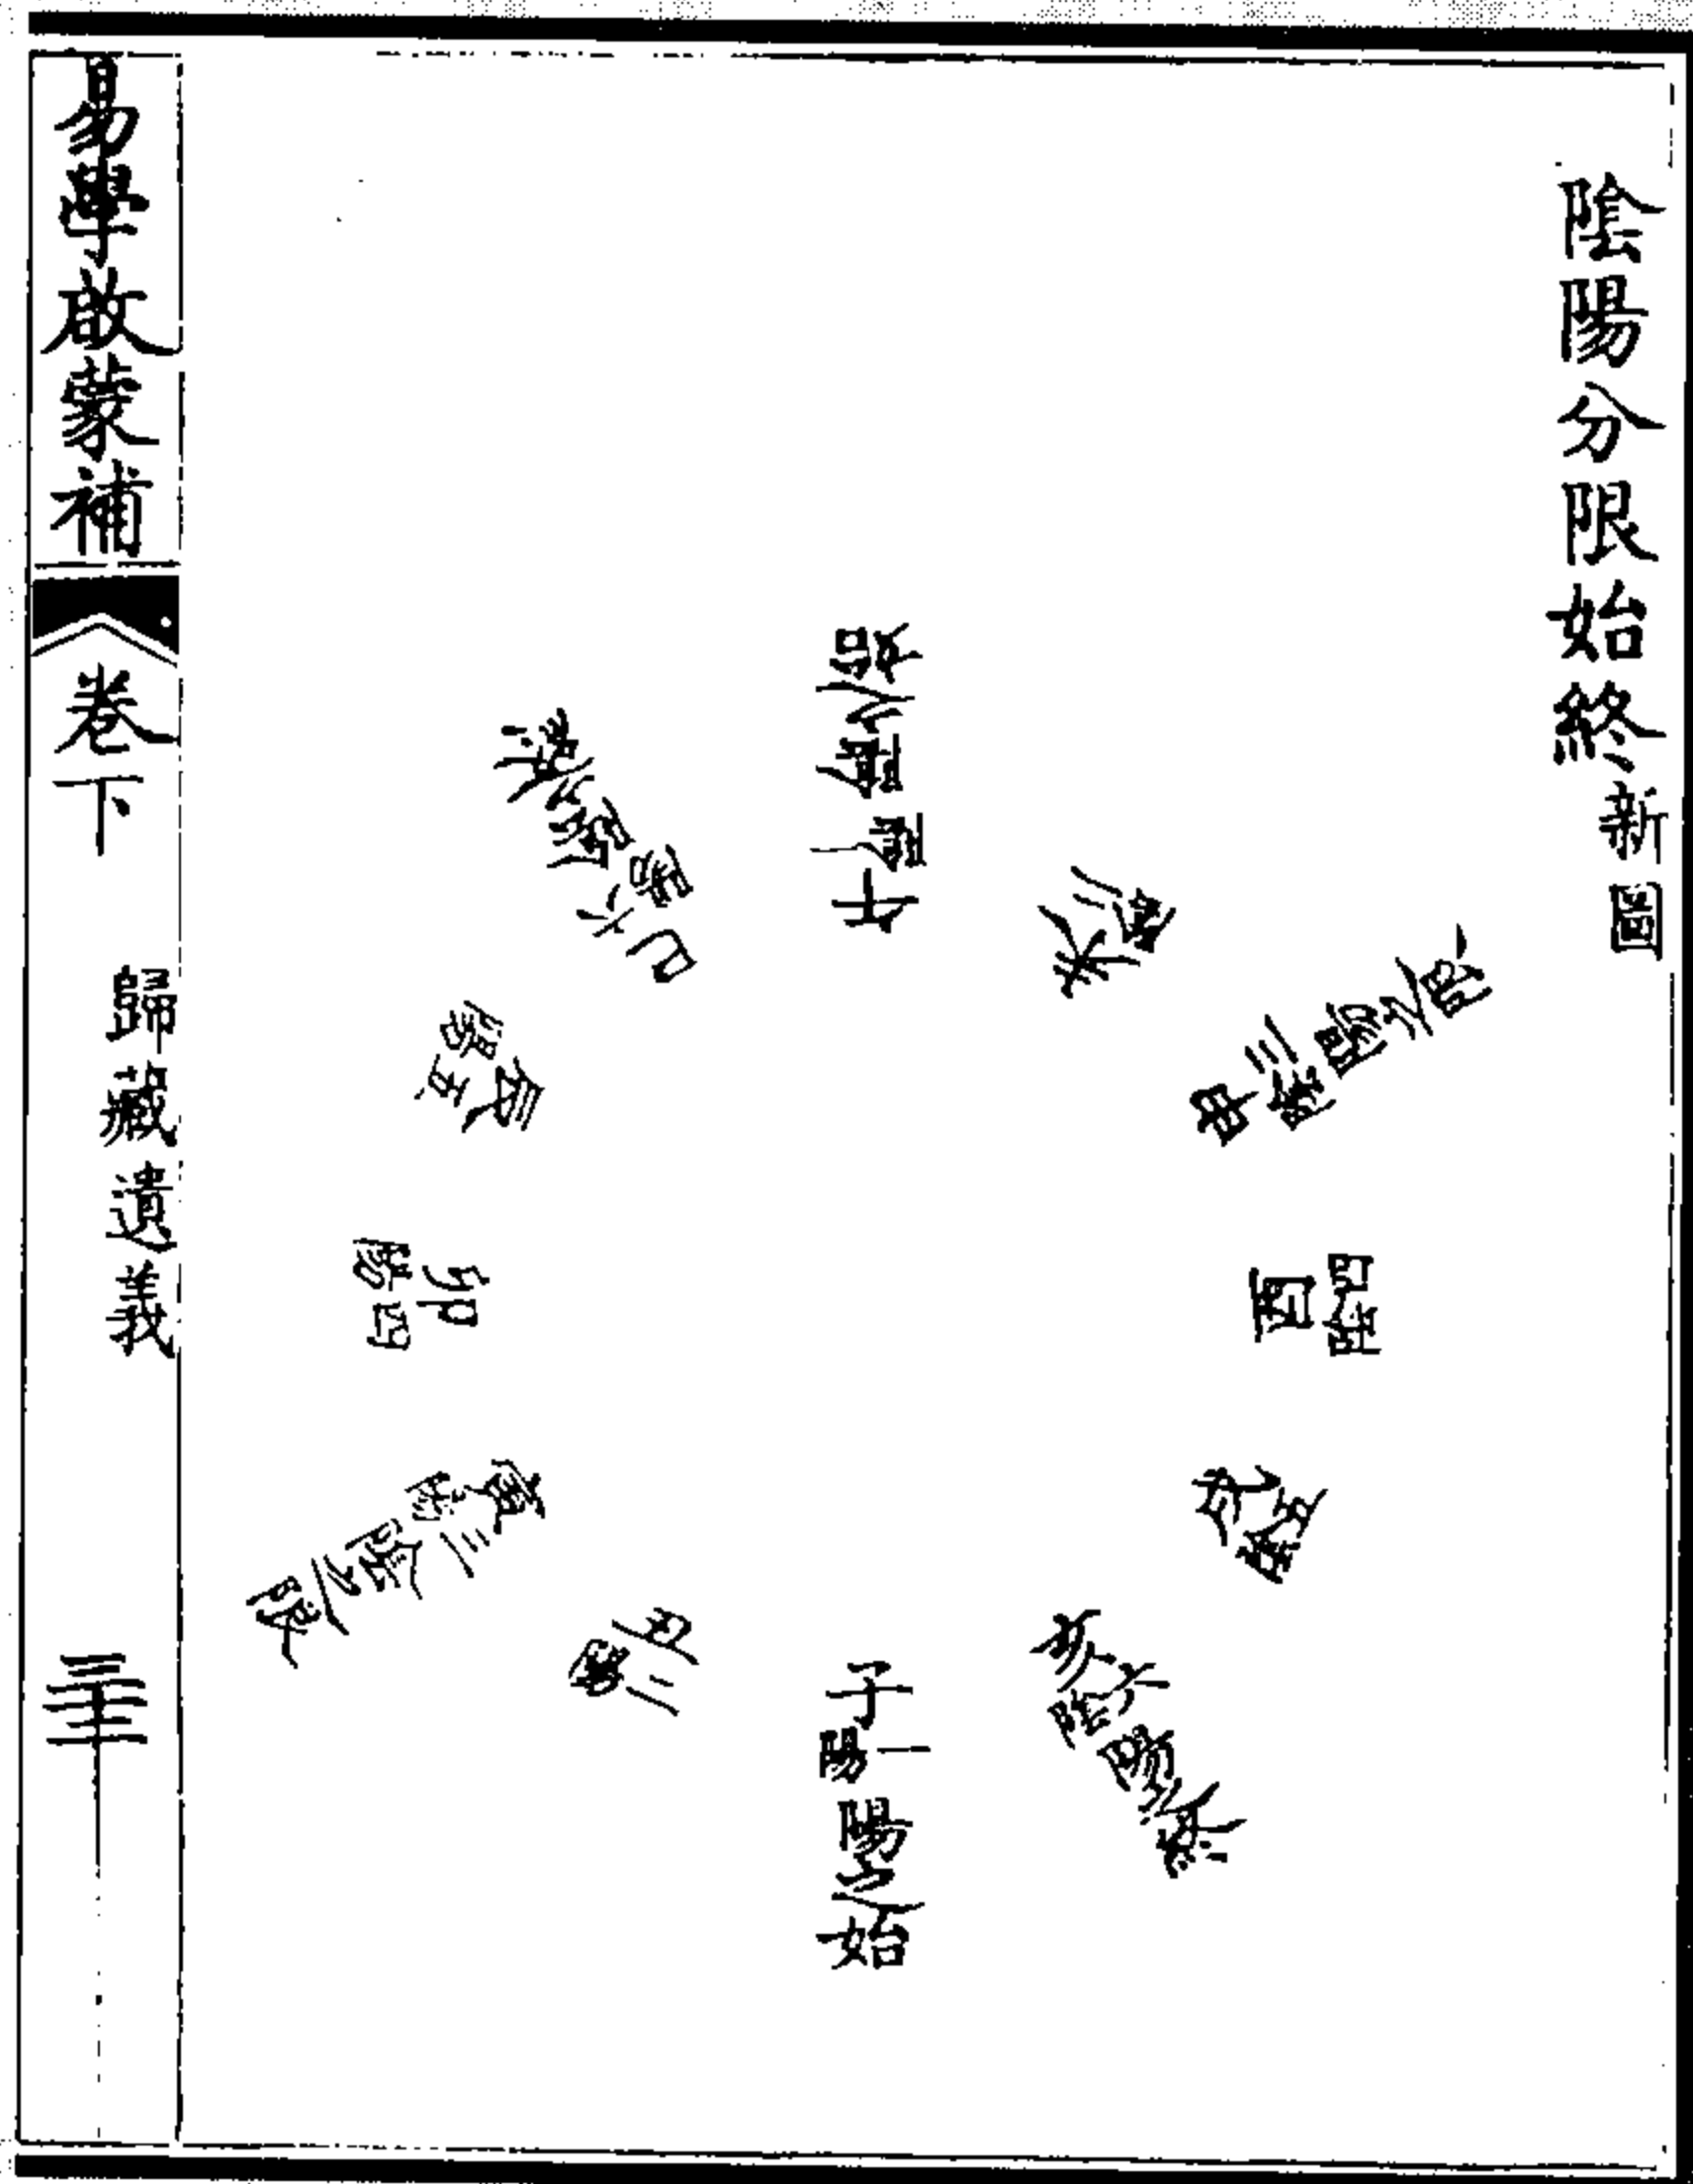 陰陽分限始終新圖
子一陽陽之始
丑二陽
寅三陽陰之限
卯四陽
辰五陽
巳六陽陰之終
午一陰陰之始
未二陰
申三陰陽之限
酉四陰
戌五陰
亥六陰陽之終
易學啟蒙補 卷下 歸藏遺義